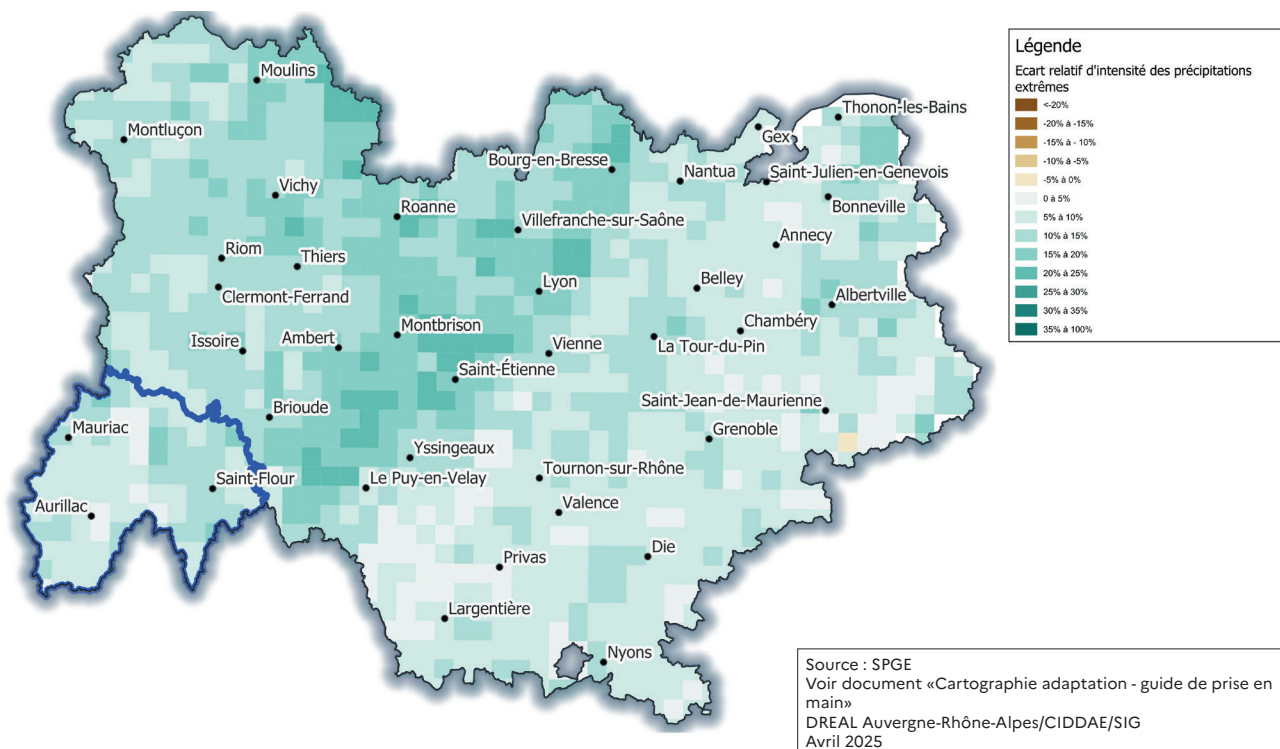 Moulins
Montluçon
Vichy
Bourg-en-Bresse
Nantua
Gex
Thonon-les-Bains
Saint-Julien-en-Genevois
Bonneville
Roanne
Villefranche-sur-Saône
Annecy
Riom
Thiers
Clermont-Ferrand
Lyon
Belley
Albertville
Issoire
Ambert
Montbrison
Vienne
Chambéry
La Tour-du-Pin
Saint-Étienne
Saint-Jean-de-Maurienne
Brioude
Mauriac
Grenoble
Yssingeaux
Saint-Flour
Le Puy-en-Velay
Tournon-sur-Rhône
Aurillac
Valence
Privas
Die
Largentière
Nyons
Légende
Ecart relatif d'intensité des précipitations
extrêmes
<-20%
-20% à -15%
-15% à - 10%
-10% à -5%
-5% à 0%
0 à 5%
5% à 10%
10% à 15%
15% à 20%
20% à 25%
25% à 30%
30% à 35%
35% à 100%
Source : SPGE
Voir document «Cartographie adaptation - guide de prise en
main»
DREAL Auvergne-Rhône-Alpes/CIDDAE/SIG
Avril 2025